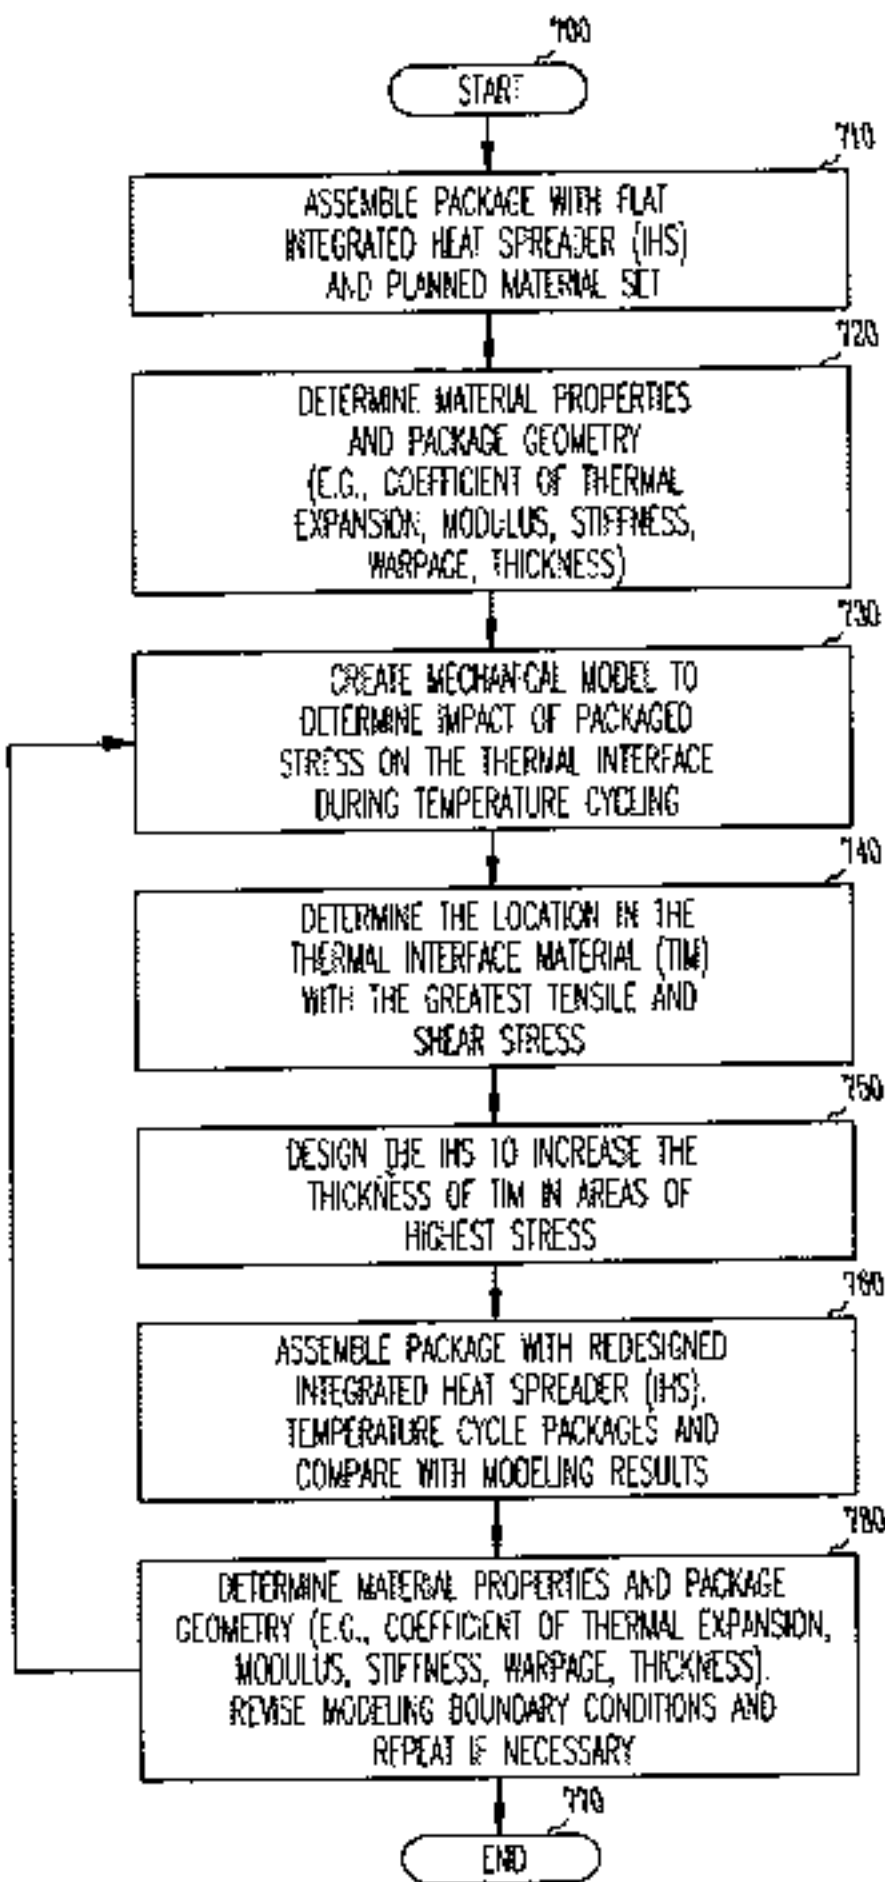 700
START
710
ASSEMBLE PACKAGE WITH FLAT
INTEGRATED HEAT SPREADER (IHS)
AND PLANNED MATERIAL SET
720
DETERMINE MATERIAL PROPERTIES
AND PACKAGE GEOMETRY
(E.G., COEFFICIENT OF THERMAL
EXPANSION, MODULUS, STIFFNESS,
WARPAGE, THICKNESS)
730
CREATE MECHANICAL MODEL TO
DETERMINE IMPACT OF PACKAGED
STRESS ON THE THERMAL INTERFACE
DURING TEMPERATURE CYCLING
740
DETERMINE THE LOCATION IN THE
THERMAL INTERFACE MATERIAL (TIM)
WITH THE GREATEST TENSILE AND
SHEAR STRESS
750
DESIGN THE IHS TO INCREASE THE
THICKNESS OF TIM IN AREAS OF
HIGHEST STRESS
760
ASSEMBLE PACKAGE WITH REDESIGNED
INTEGRATED HEAT SPREADER (IHS).
TEMPERATURE CYCLE PACKAGES AND
COMPARE WITH MODELING RESULTS
780
DETERMINE MATERIAL PROPERTIES AND PACKAGE
GEOMETRY (E.G., COEFFICIENT OF THERMAL EXPANSION,
MODULUS, STIFFNESS, WARPAGE, THICKNESS).
REVISE MODELING BOUNDARY CONDITIONS AND
REPEAT IF NECESSARY
770
END